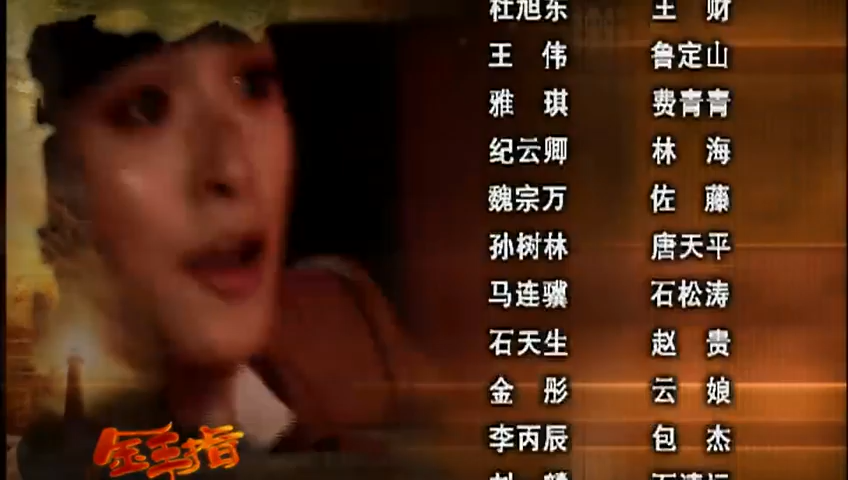 杜旭东 王 财
王 伟 鲁定山
雅 琪 费青青
纪云卿 林 海
魏宗万 佐 藤
孙树林 唐天平
马连骥 石松涛
石天生 赵 贵
金 彤 云 娘
李丙辰 包 杰